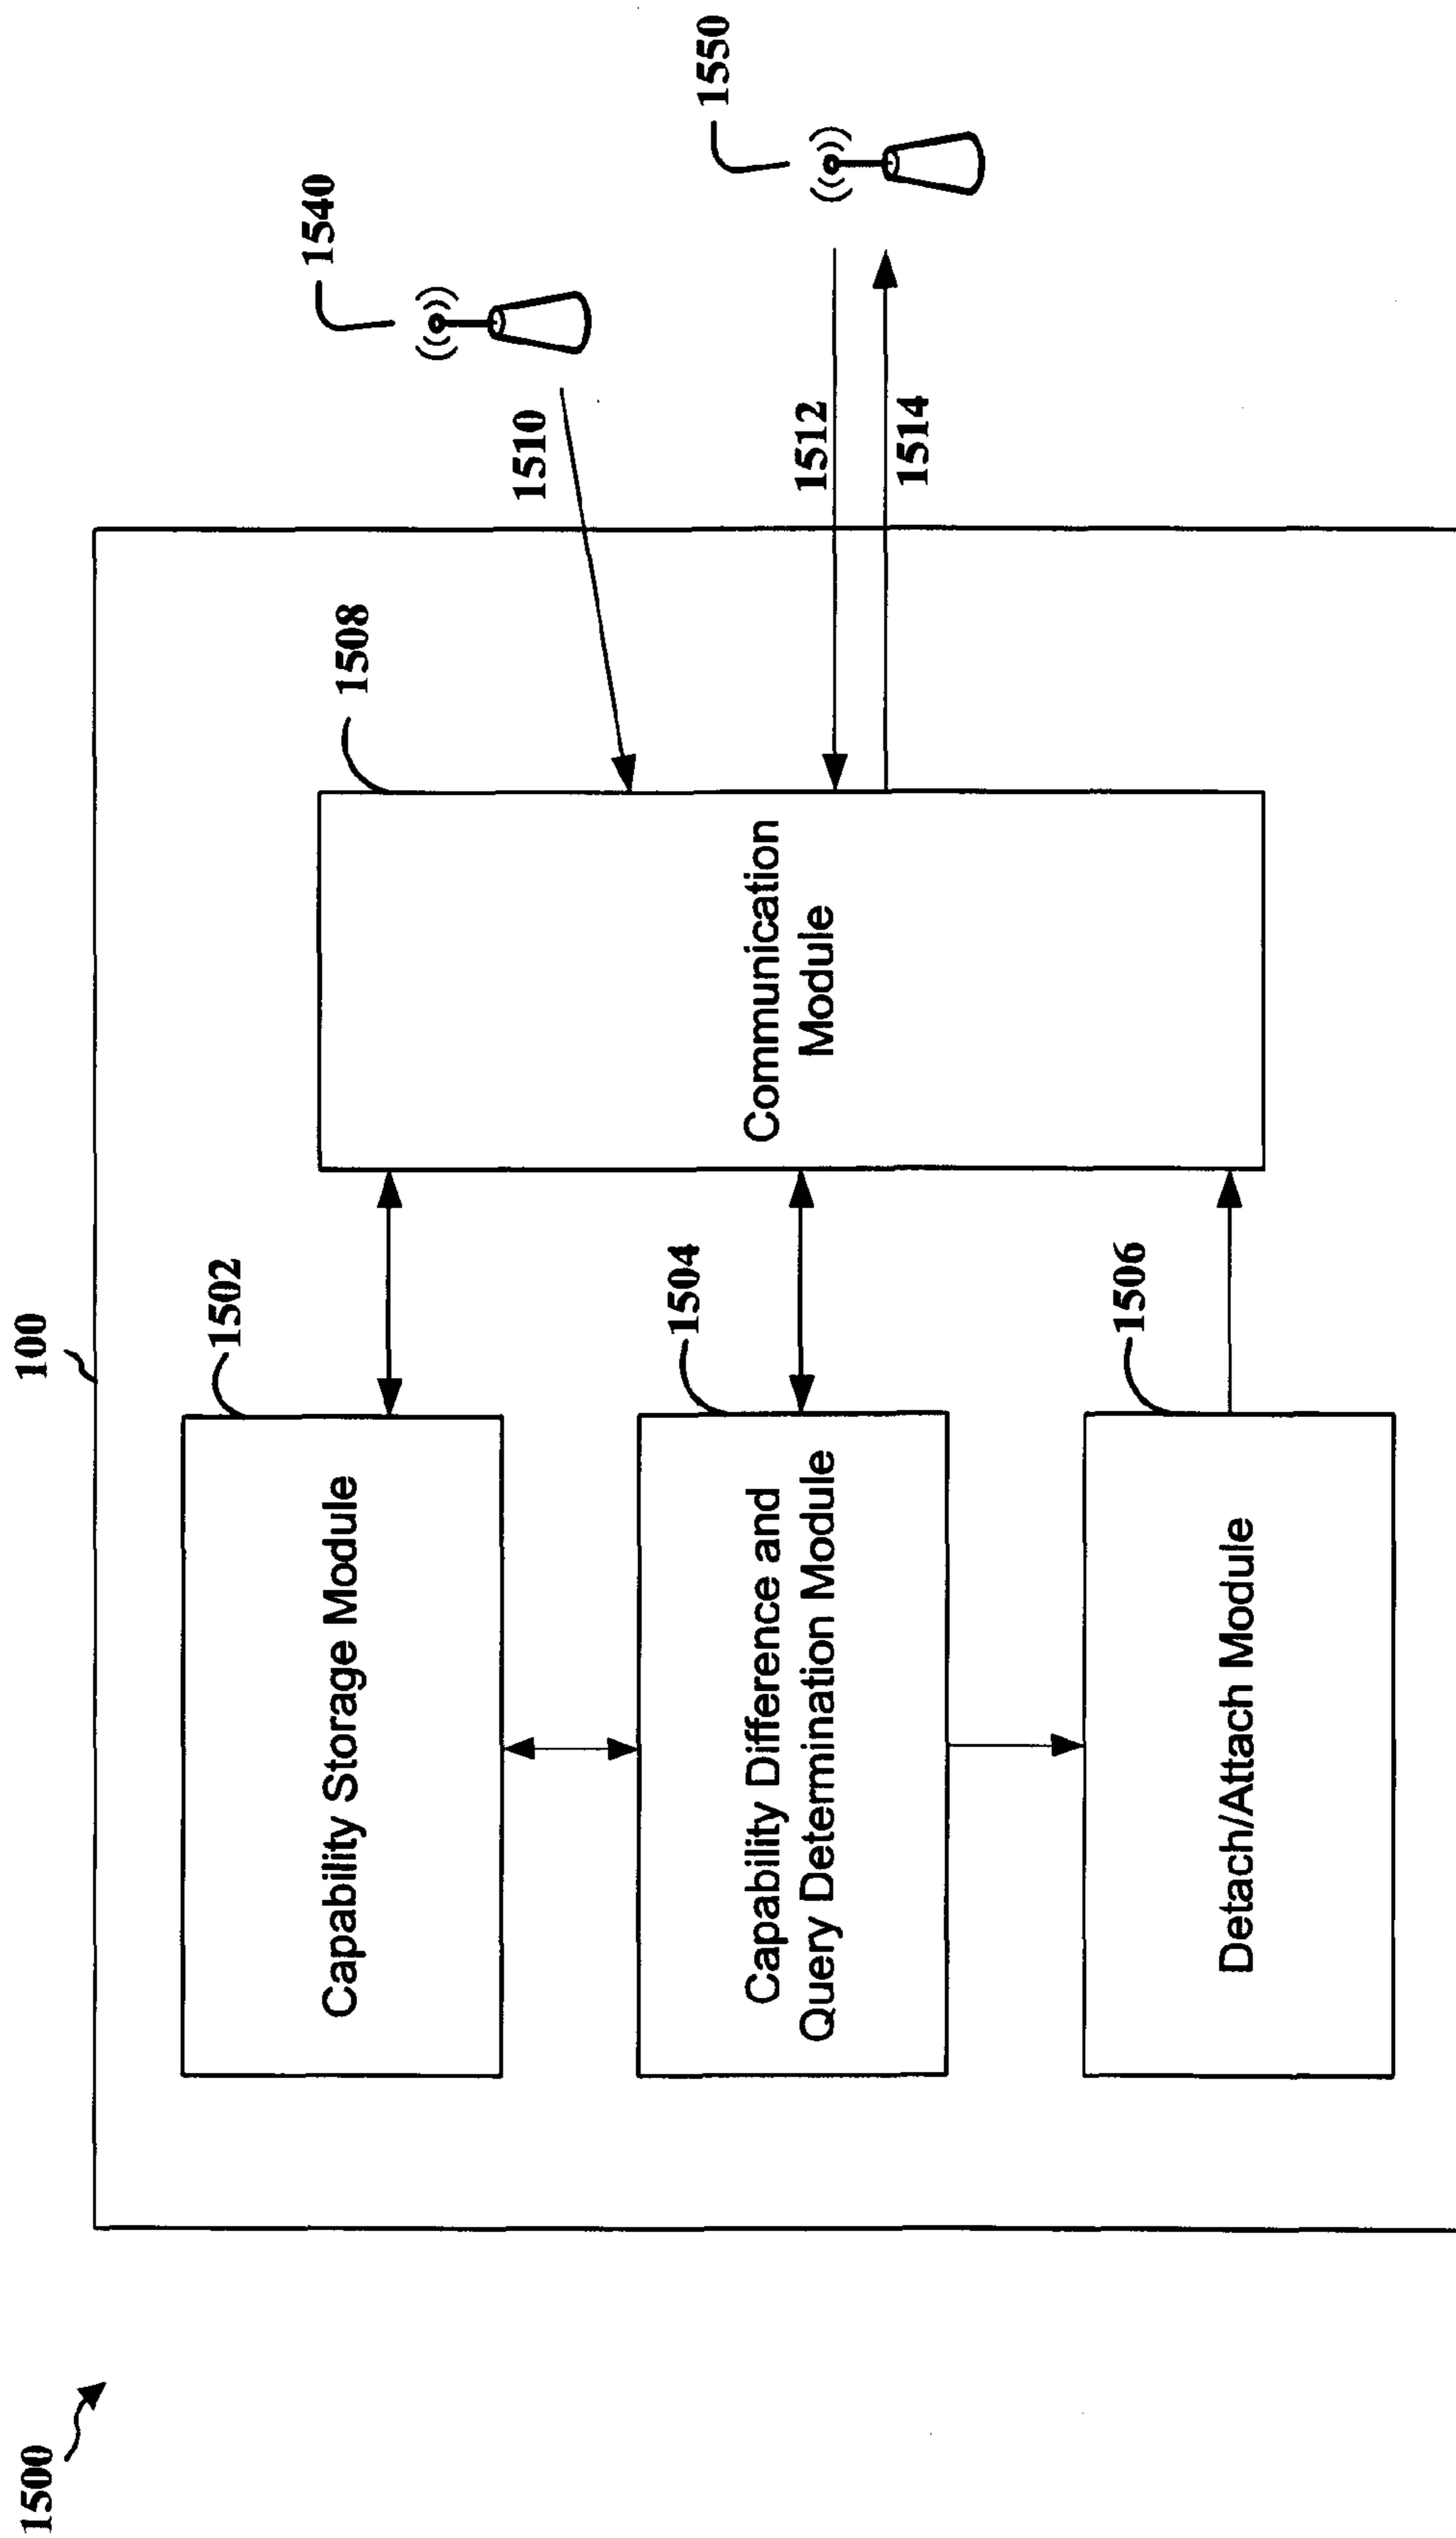 1500
100
1502
Capability Storage Module
1504
Capability Difference and
Query Determination Module
1506
Detach/Attach Module
1508
Communication
Module
1510
1540
1512
1514
1550